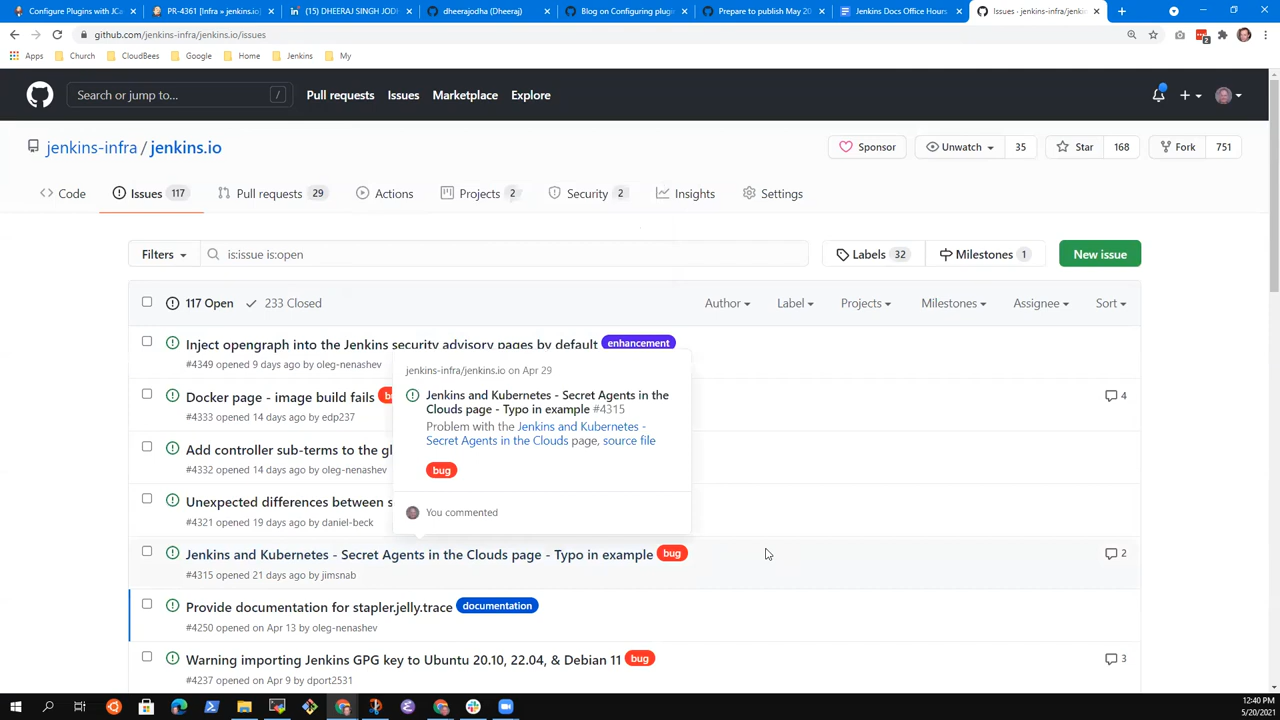 Configure Plugins with JCa
PR-4361 [Infra » jenkins.io]
(15) DHEERAJ SINGH JODH
dheerajodha (Dheeraj)
Blog on Configuring plugin
Prepare to publish May 20
Jenkins Docs Office Hours
Issues · jenkins-infra/jenkin
github.com/jenkins-infra/jenkins.io/issues
2
Apps
Church
CloudBees
Google
Home
Jenkins
My
Search or jump to...
/
Pull requests
Issues
Marketplace
Explore
jenkins-infra / jenkins.io
Sponsor
Unwatch
35
Star
168
Fork
751
Code
Issues 117
Pull requests 29
Actions
Projects 2
Security 2
Insights
Settings
Filters
is:issue is:open
Labels 32
Milestones 1
New issue
117 Open
233 Closed
Author
Label
Projects
Milestones
Assignee
Sort
Inject opengraph into the Jenkins security advisory pages by default enhancement
#4349 opened 9 days ago by oleg-nenashev
Docker page - image build fails
4
#4333 opened 14 days ago by edp237
Add controller sub-terms to the gl
#4332 opened 14 days ago by oleg-nenashev
Unexpected differences between s
#4321 opened 19 days ago by daniel-beck
jenkins-infra/jenkins.io on Apr 29
Jenkins and Kubernetes - Secret Agents in the
Clouds page - Typo in example #4315
Problem with the Jenkins and Kubernetes -
Secret Agents in the Clouds page, source file
bug
You commented
Jenkins and Kubernetes - Secret Agents in the Clouds page - Typo in example bug
2
#4315 opened 21 days ago by jimsnab
Provide documentation for stapler.jelly.trace documentation
#4250 opened on Apr 13 by oleg-nenashev
Warning importing Jenkins GPG key to Ubuntu 20.10, 22.04, & Debian 11 bug
3
#4237 opened on Apr 9 by dport2531
12:40 PM
5/20/2021